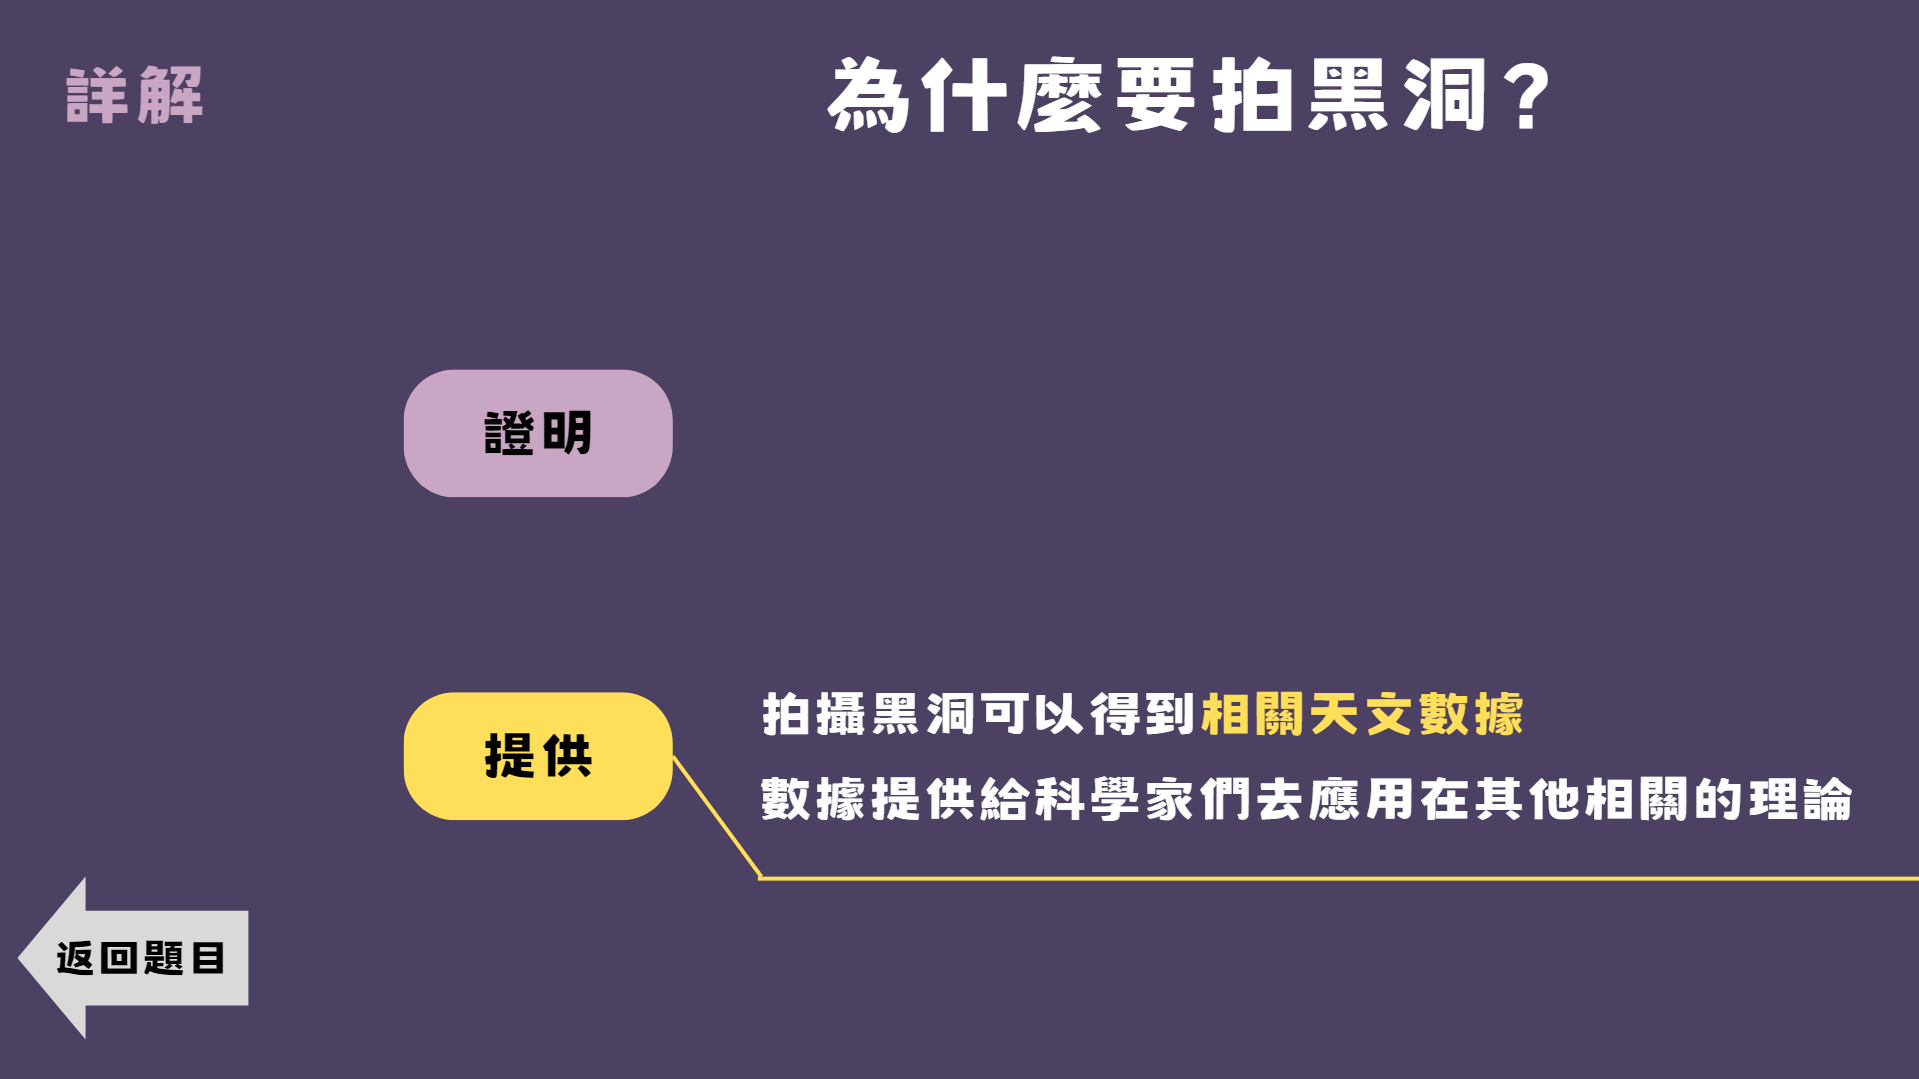 詳解
為什麼要拍黑洞?
證明
提供
拍攝黑洞可以得到相關天文數據
數據提供給科學家們去應用在其他相關的理論
返回題目